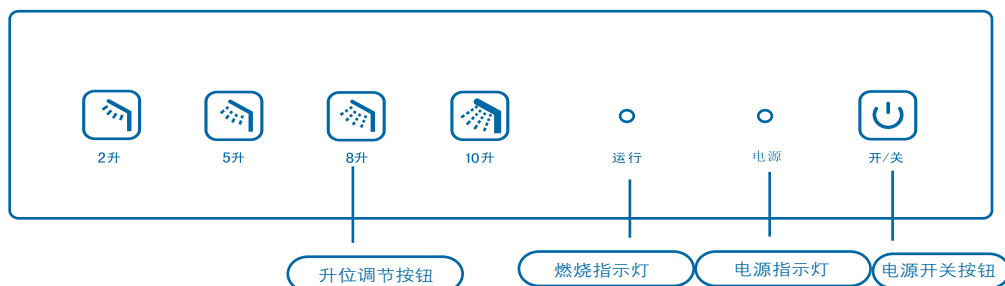 2升
5升
8升
10升
运行
电源
开/关
升位调节按钮
燃烧指示灯
电源指示灯
电源开关按钮